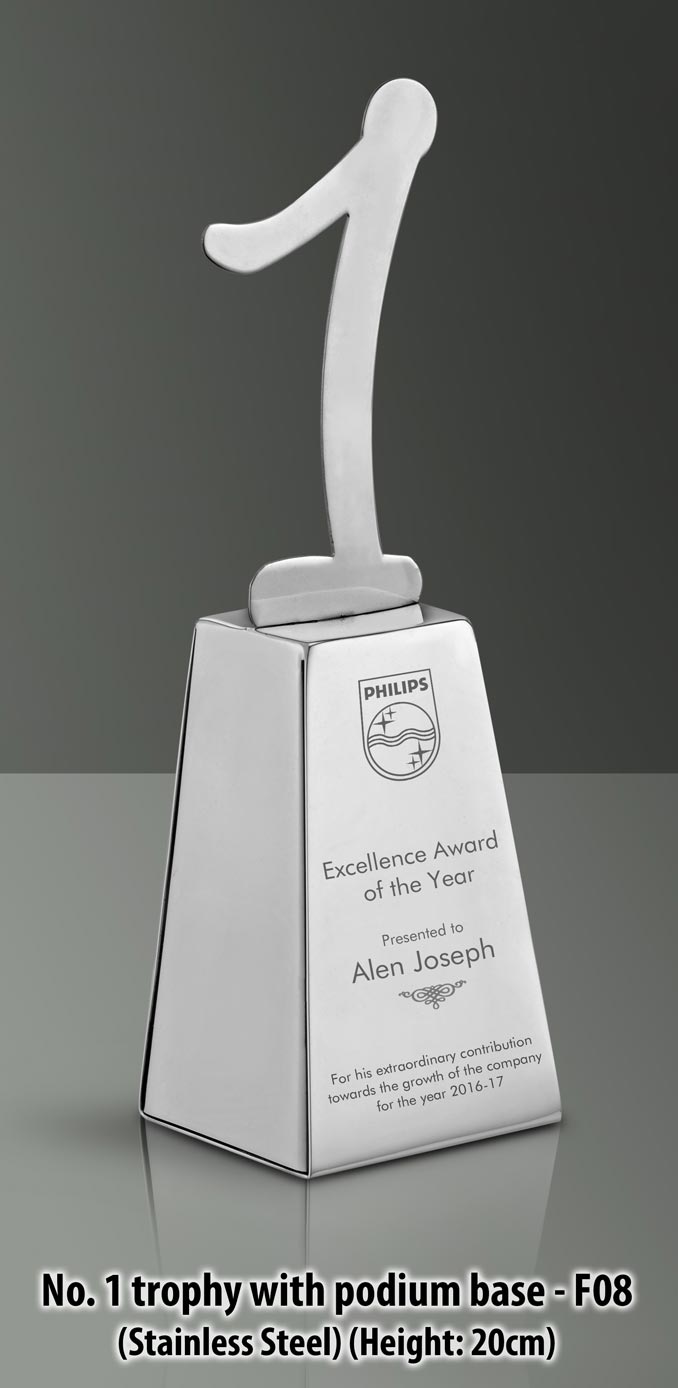 PHILIPS
Excellence Award
of the Year
Presented to
Alen Joseph
For his extraordinary contribution
towards the growth of the company
for the year 2016-17
No. 1 trophy with podium base - F08
(Stainless Steel) (Height: 20cm)